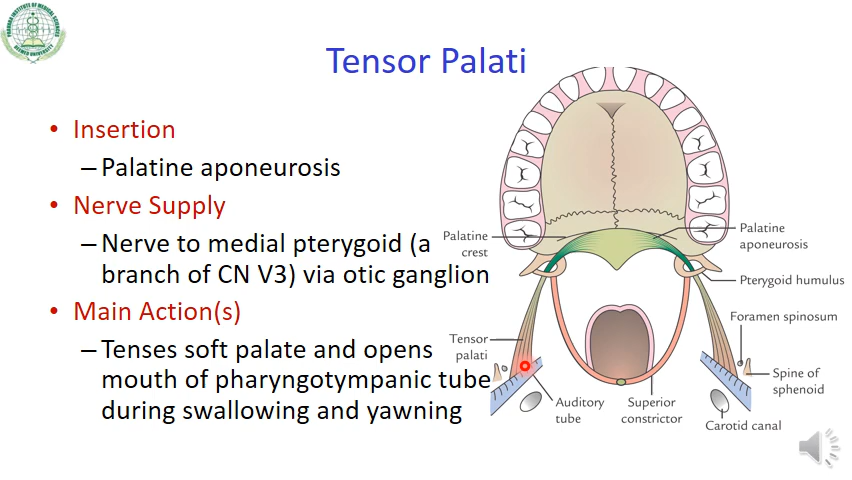 Tensor Palati
• Insertion
– Palatine aponeurosis
• Nerve Supply
– Nerve to medial pterygoid (a
branch of CN V3) via otic ganglion
• Main Action(s)
– Tenses soft palate and opens
mouth of pharyngotympanic tube
during swallowing and yawning
Palatine
crest
Palatine
aponeurosis
Pterygoid humulus
Foramen spinosum
Tensor
palati
Spine of
sphenoid
Auditory
tube
Superior
constrictor
Carotid canal